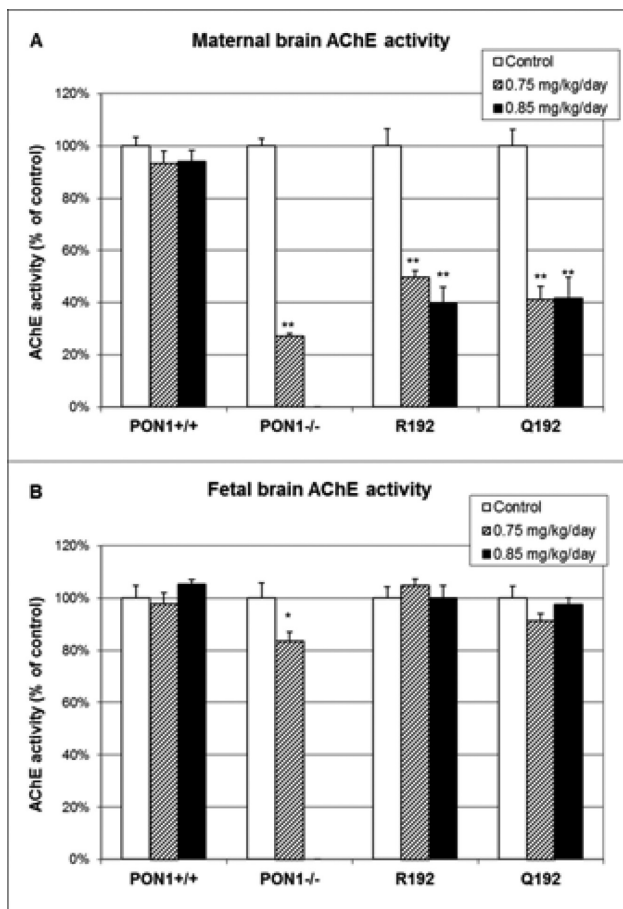 A
Maternal brain AChE activity
Control
0.75 mg/kg/day
0.85 mg/kg/day
AChE activity (% of control)
120%
100%
80%
60%
40%
20%
0%
**
** **
** **
PON1+/+ PON1-/- R192 Q192
B
Fetal brain AChE activity
Control
0.75 mg/kg/day
0.85 mg/kg/day
AChE activity (% of control)
120%
100%
80%
60%
40%
20%
0%
*
PON1+/+ PON1-/- R192 Q192